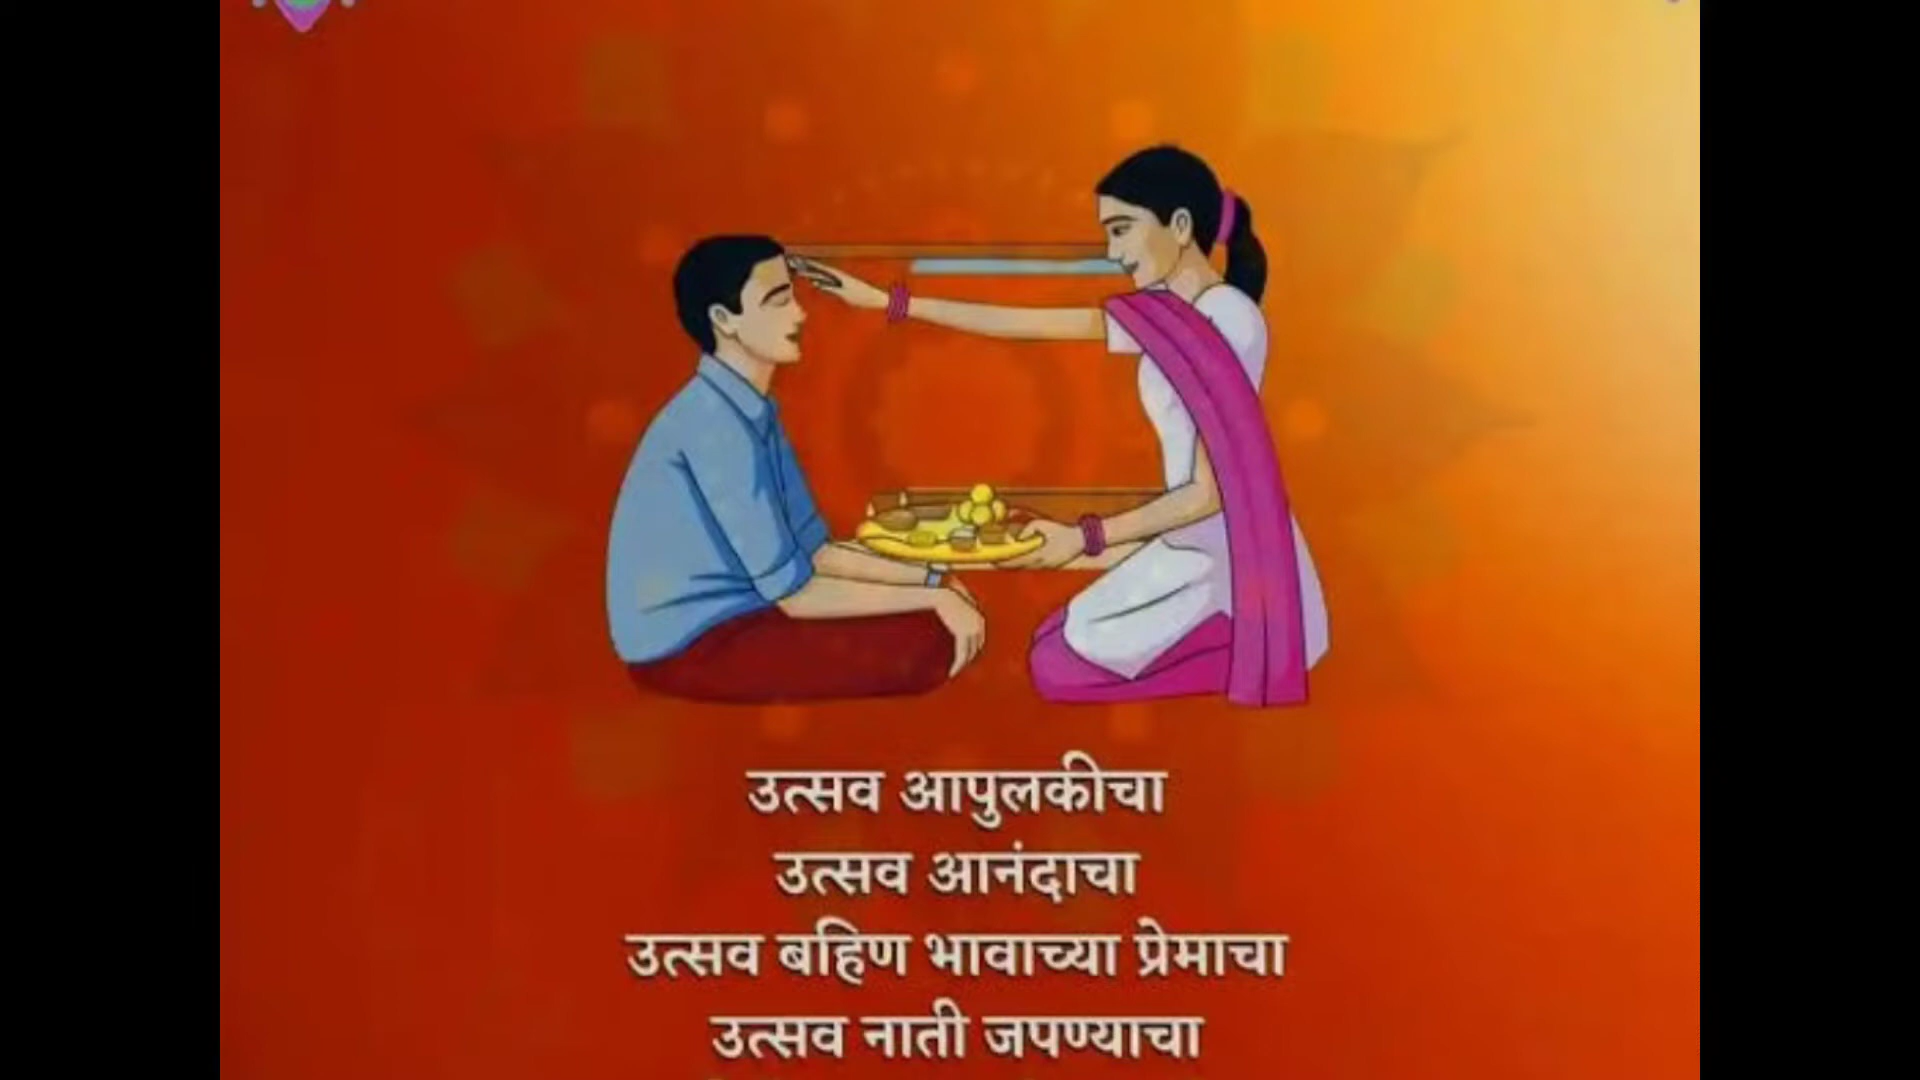 उत्सव आपुलकीचा
उत्सव आनंदाचा
उत्सव बहिण भावाच्या प्रेमाचा
उत्सव नाती जपण्याचा